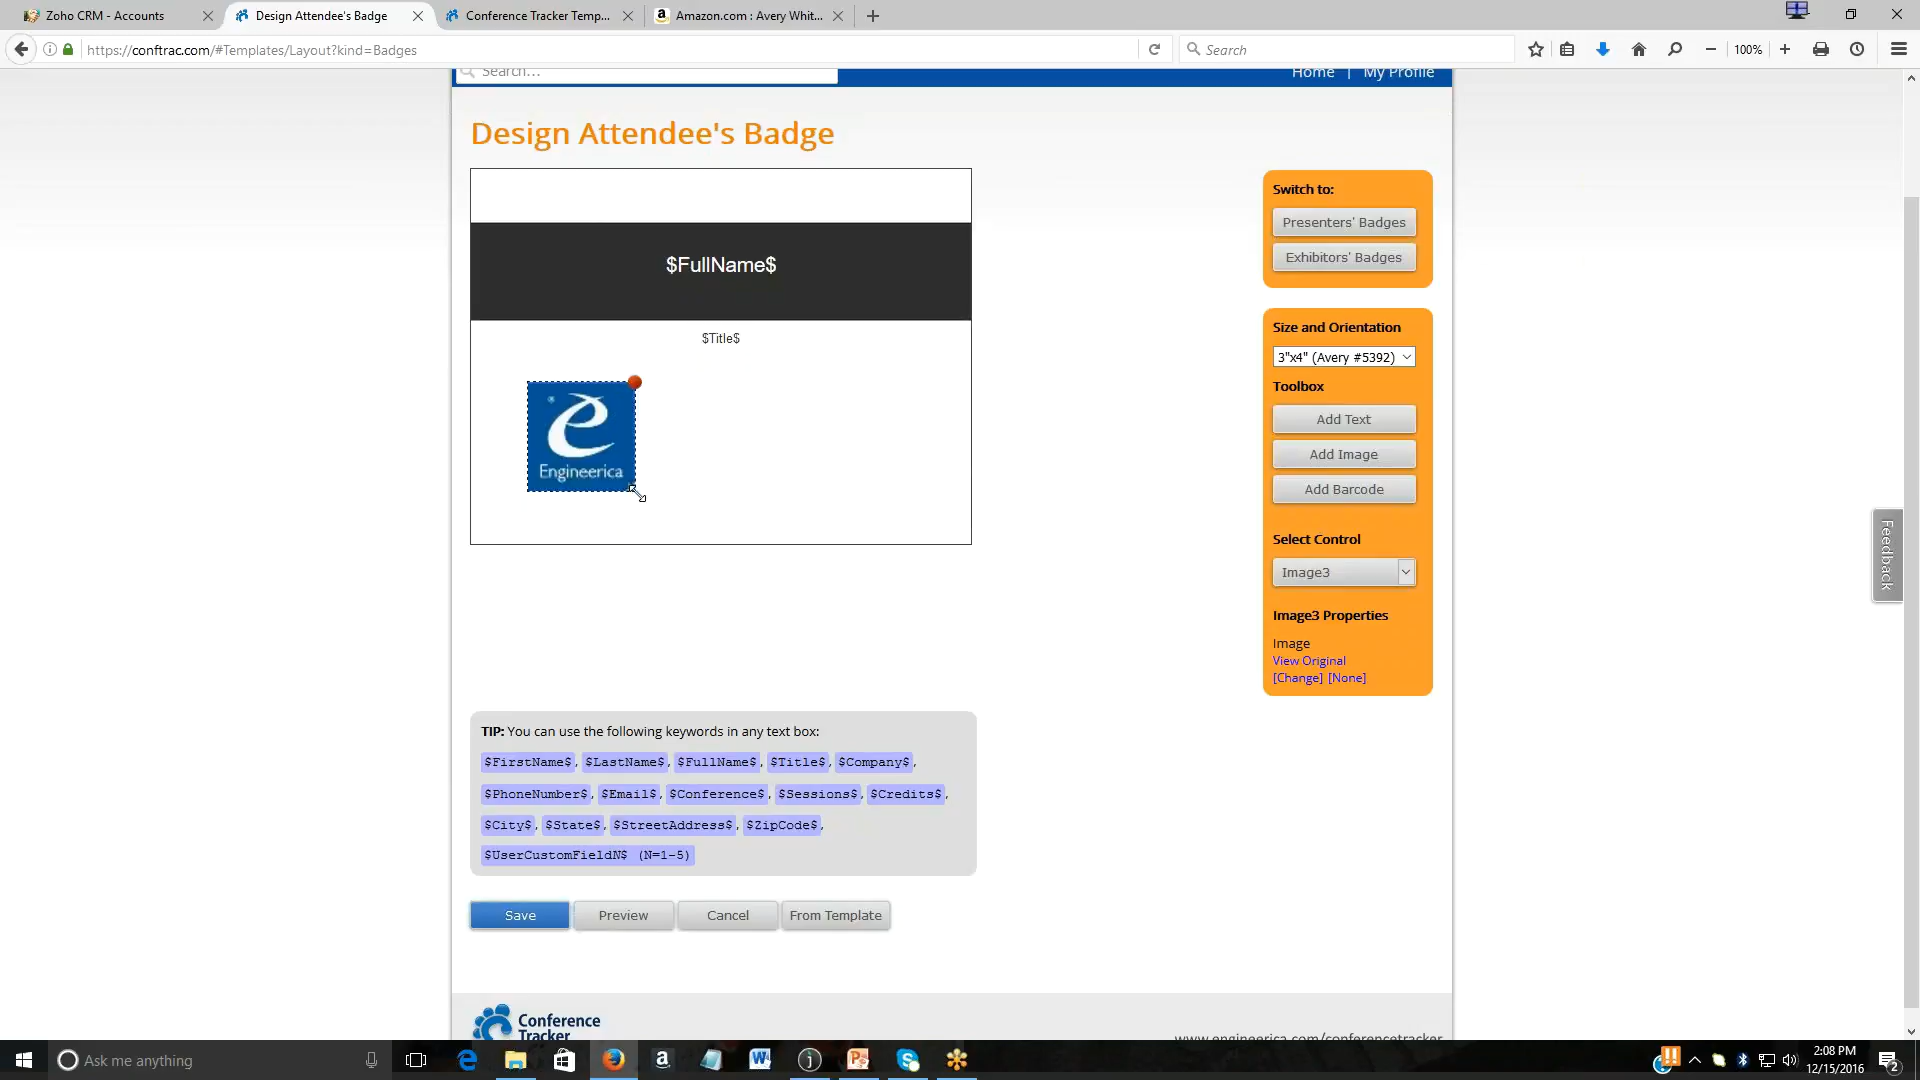 Zoho CRM - Accounts
Design Attendee's Badge
Conference Tracker Temp...
Amazon.com : Avery Whit...
https://conftrac.com/#Templates/Layout?kind=Badges
Search
100%
Search...
Home | My Profile
Design Attendee's Badge
$FullName$
$Title$
e
®
Engineerica
Switch to:
Presenters' Badges
Exhibitors' Badges
Size and Orientation
3"x4" (Avery #5392)
Toolbox
Add Text
Add Image
Add Barcode
Select Control
Image3
Image3 Properties
Image
View Original
[Change] [None]
Feedback
TIP: You can use the following keywords in any text box:
$FirstName$, $LastName$, $FullName$, $Title$, $Company$,
$PhoneNumber$, $Email$, $Conference$, $Sessions$, $Credits$,
$City$, $State$, $StreetAddress$, $ZipCode$,
$UserCustomFieldN$ (N=1-5)
Save
Preview
Cancel
From Template
Conference
Tracker
www.engineerica.com/conferencetracker
Ask me anything
2:08 PM
12/15/2016
2